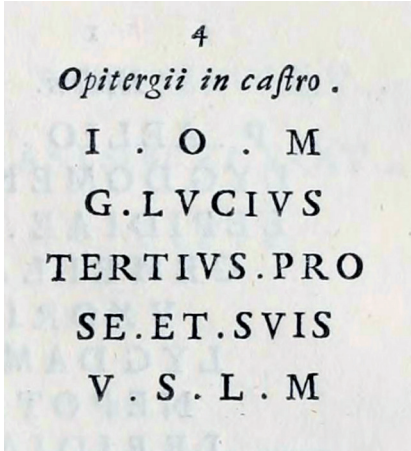 4
Opitergii in caſtro .
I . O . M
G.LVCIVS
TERTIVS.PRO
SE.ET.SVIS
V . S . L . M